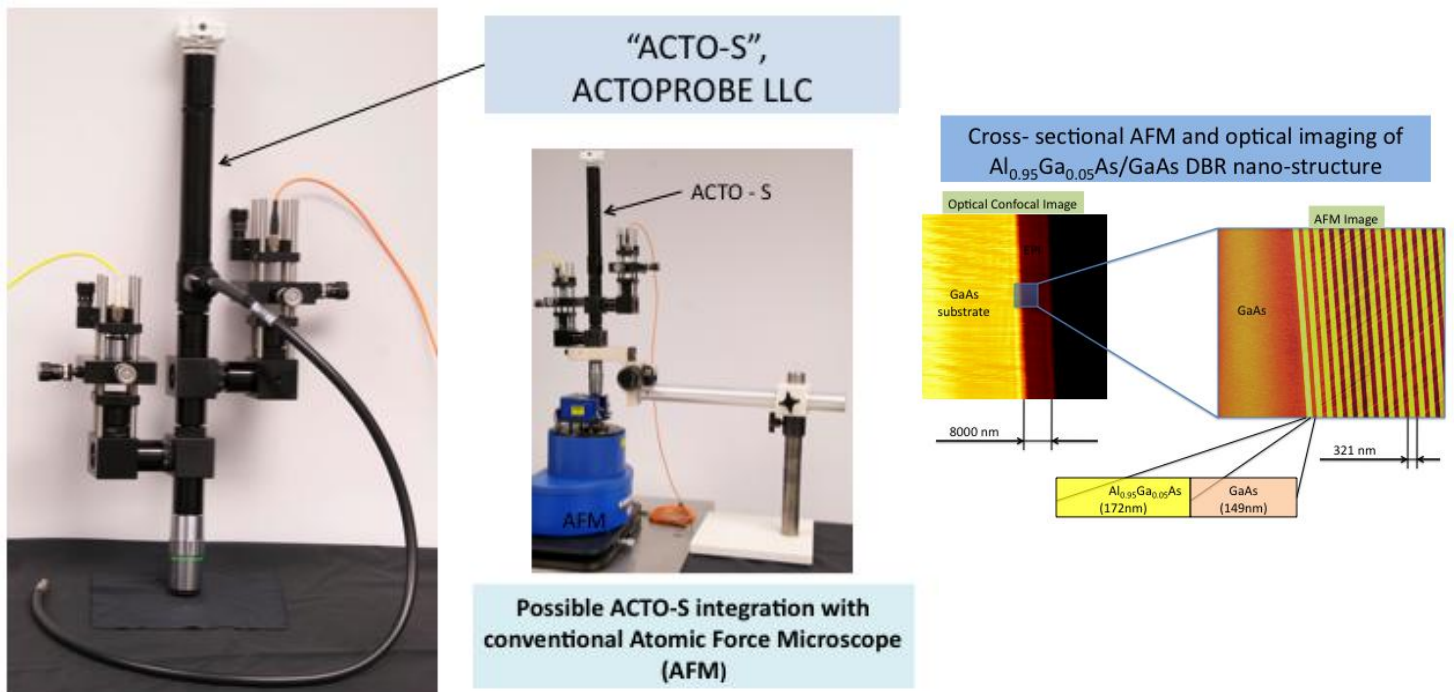 “ACTO-S”,
ACTOPROBE LLC
ACTO - S
AFM
Possible ACTO-S integration with
conventional Atomic Force Microscope
(AFM)
Cross- sectional AFM and optical imaging of
Al0.95Ga0.05As/GaAs DBR nano-structure
Optical Confocal Image
GaAs
substrate
8000 nm
AFM Image
GaAs
321 nm
Al0.95Ga0.05As
(172nm)
GaAs
(149nm)